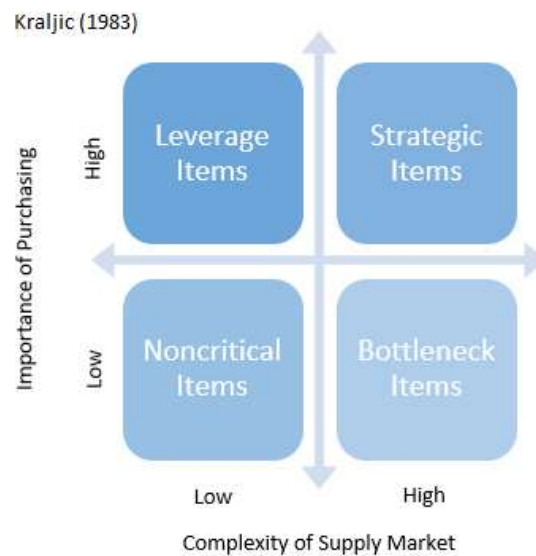 Kraljic (1983)
Leverage
Items
Strategic
Items
Importance of Purchasing
High
Low
Noncritical
Items
Bottleneck
Items
Low
High
Complexity of Supply Market